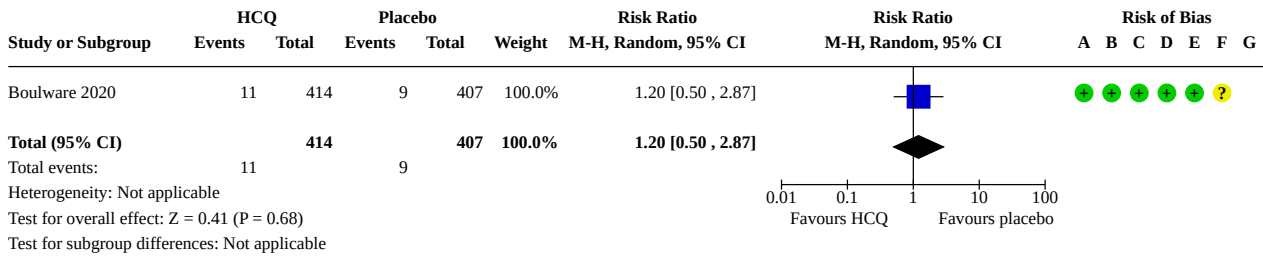 HCQ Placebo Risk Ratio Risk Ratio Risk of Bias
Study or Subgroup Events Total Events Total Weight M-H, Random, 95% CI M-H, Random, 95% CI A B C D E F G
Boulware 2020 11 414 9 407 100.0% 1.20 [0.50 , 2.87] + + + + + ?
Total (95% CI) 414 407 100.0% 1.20 [0.50 , 2.87]
Total events: 11 9
Heterogeneity: Not applicable 0.01 0.1 1 10 100
Test for overall effect: Z = 0.41 (P = 0.68) Favours HCQ Favours placebo
Test for subgroup differences: Not applicable